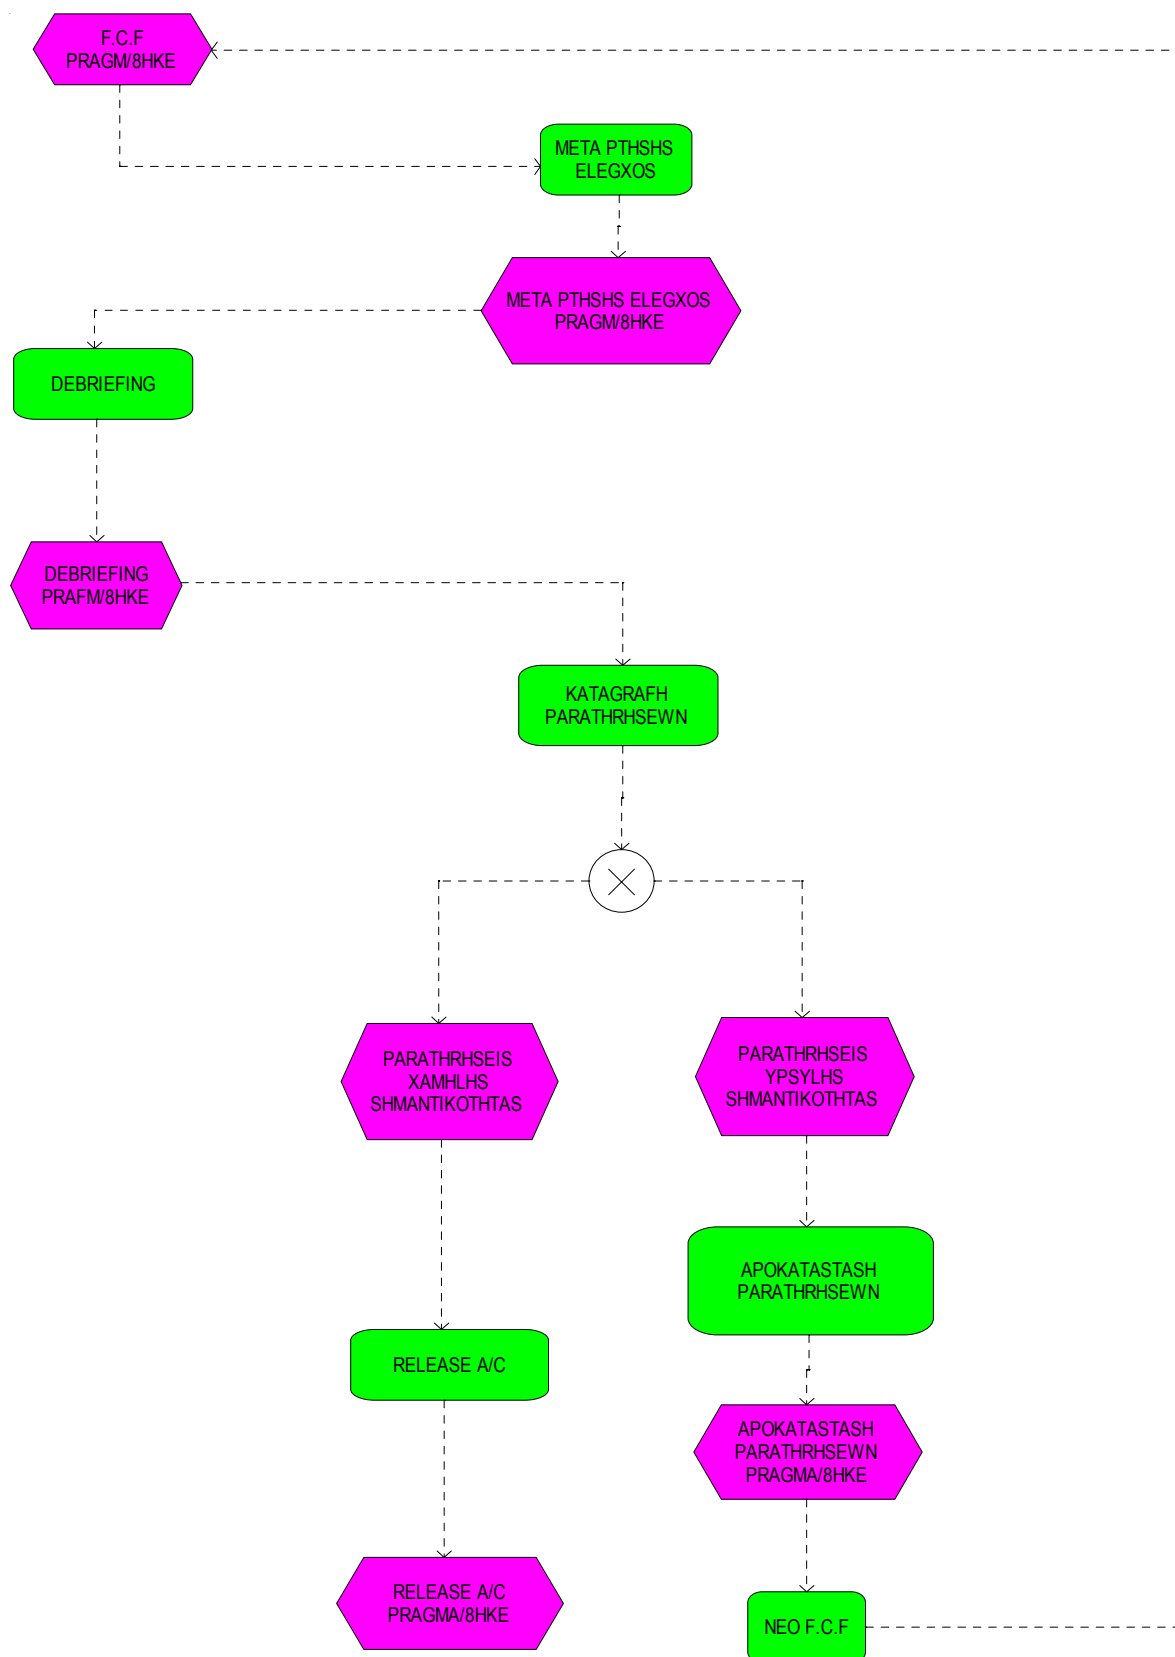 F.C.F
PRAGM/8HKE
META PTHSHS
ELEGXOS
META PTHSHS ELEGXOS
PRAGM/8HKE
DEBRIEFING
DEBRIEFING
PRAFM/8HKE
KATAGRAFH
PARATHRHSEWN
PARATHRHSEIS
XAMHLHS
SHMANTIKOTHTAS
PARATHRHSEIS
YPSYLHS
SHMANTIKOTHTAS
APOKATASTASH
PARATHRHSEWN
RELEASE A/C
APOKATASTASH
PARATHRHSEWN
PRAGMA/8HKE
RELEASE A/C
PRAGMA/8HKE
NEO F.C.F